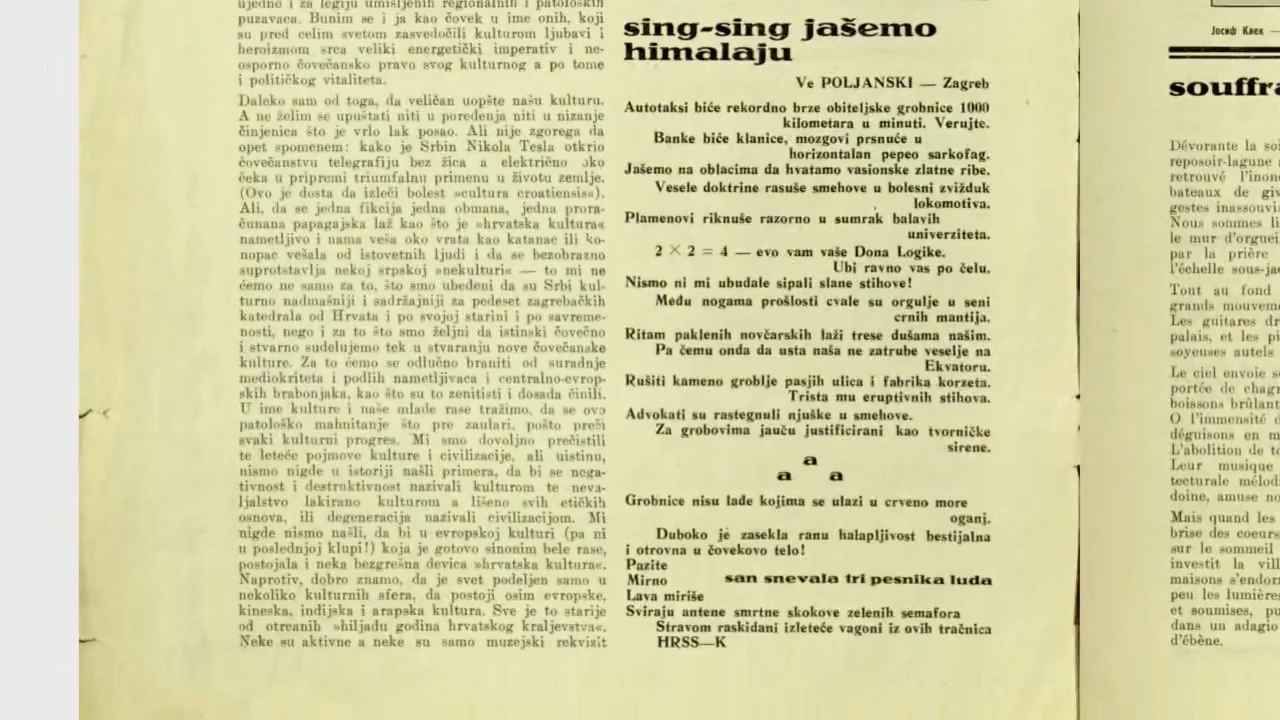 ujedno i za legiju umišljenih regionalnih i patoloških
puzavaca. Bunim se i ja kao čovek u ime onih, koji
su pred celim svetom zasvedočili kulturom ljubavi i
heroizmom srca veliki energetički imperativ i ne-
osporno čovečansko pravo svog kulturnog a po tome
i političkog vitaliteta.
Daleko sam od toga, da veličan uopšte našu kulturu.
A ne želim se upuštati niti u poređenja niti u nizanje
činjenica što je vrlo lak posao. Ali nije zgorega da
opet spomenem: kako je Srbin Nikola Tesla otkrio
čovečanstvu telegrafiju bez žica a električno oko
čeka u pripremi triumfalnu primenu u životu zemlje.
(Ovo je dosta da izleči bolest »cultura croatiensis«).
Ali, da se jedna fikcija jedna obmana, jedna prora-
čunana papagajska laž kao što je »hrvatska kultura«
nametljivo i nama veša oko vrata kao katanac ili ko-
nopac vešala od istovetnih ljudi i da se bezobrazno
suprotstavlja nekoj srpskoj »nekulturi« — to mi ne
ćemo ne samo za to, što smo ubeđeni da su Srbi kul-
turno nadmašniji i sadržajniji za pedeset zagrebačkih
katedrala od Hrvata i po svojoj starini i po savreme-
nosti, nego i za to što smo željni da istinski čovečno
i stvarno sudelujemo tek u stvaranju nove čovečanske
kulture. Za to ćemo se odlučno braniti od suradnje
mediokriteta i podlih nametljivaca i centralno-evrop-
skih brabonjaka, kao što su to zenitisti i dosada činili.
U ime kulture i naše mlade rase tražimo, da se ovo
patološko mahnitanje što pre zaulari, pošto preči
svaki kulturni progres. Mi smo dovoljno prečistili
te leteće pojmove kulture i civilizacije, ali uistinu,
nismo nigde u istoriji našli primera, da bi se nega-
tivnost i destruktivnost nazivali kulturom te neva-
ljalstvo lakirano kulturom a lišeno svih etičkih
osnova, ili degeneracija nazivali civilizacijom. Mi
nigde nismo našli, da bi u evropskoj kulturi (pa ni
u poslednjoj klupi!) koja je gotovo sinonim bele rase,
postojala i neka bezgrešna devica »hrvatska kultura«.
Naprotiv, dobro znamo, da je svet podeljen samo u
nekoliko kulturnih sfera, da postoji osim evropske,
kineska, indijska i arapska kultura. Sve je to starije
od otrcanih »hiljadu godina hrvatskog kraljevstva«.
Neke su aktivne a neke su samo muzejski rekvizit
sing-sing jašemo
himalaju
Ve POLJANSKI — Zagreb
Autotaksi biće rekordno brze obiteljske grobnice 1000
kilometara u minuti. Verujte.
Banke biće klanice, mozgovi prsnuće u
horizontalan pepeo sarkofag.
Jašemo na oblacima da hvatamo vasionske zlatne ribe.
Vesele doktrine rasuše smehove u bolesni zvižduk
lokomotiva.
Plamenovi riknuše razorno u sumrak balavih
univerziteta.
2 × 2 = 4 — evo vam vaše Dona Logike.
Ubi ravno vas po čelu.
Nismo ni mi ubudale sipali slane stihove!
Među nogama prošlosti cvale su orgulje u seni
crnih mantija.
Ritam paklenih novčarskih laži trese dušama našim.
Pa čemu onda da usta naša ne zatrube veselje na
Ekvatoru.
Rušiti kameno groblje pasjih ulica i fabrika korzeta.
Trista mu eruptivnih stihova.
Advokati su rastegnuli njuške u smehove.
Za grobovima jauču justificirani kao tvorničke
sirene.
a
a a
Grobnice nisu lađe kojima se ulazi u crveno more
oganj.
Duboko je zasekla ranu halapljivost bestijalna
i otrovna u čovekovo telo!
Pazite
Mirno san snevala tri pesnika luda
Lava miriše
Sviraju antene smrtne skokove zelenih semafora
Stravom raskidani izleteće vagoni iz ovih tračnica
HRSS—K
Јосиф Клек —
souffra
Dévorante la soi
reposoir-lagune
retrouvé l'inon
bateaux de giv
gestes inassouvi
Nous sommes li
le mur d'orguei
par la prière
l'échelle sous-ja
Tout au fond
grands mouveme
Les guitares dr
palais, et les pi
soyeuses autels
Le ciel envoie s
portée de chagr
boissons brûlant
O l'immensité d
déguisons en m
L'abolition de to
Leur musique
tecturale mélodi
doine, amuse no
Mais quand les
brise des coeurs
sur le sommeil
investit la vill
maisons s'endorm
peu les lumière
et soumises, pu
dans un adagio
d'ébène.